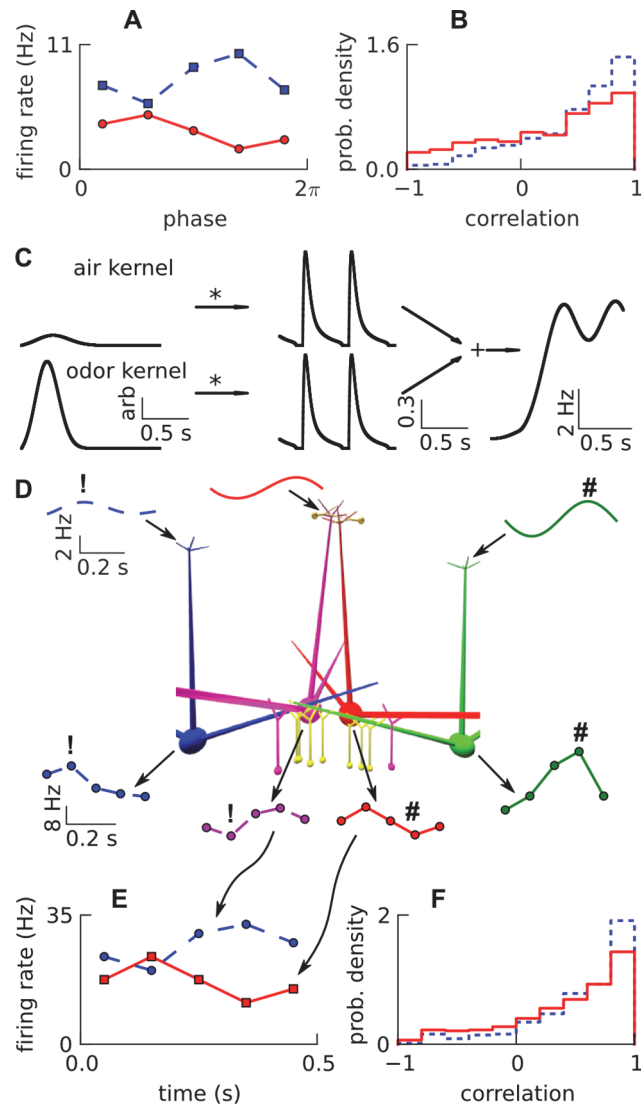 A
firing rate (Hz)
11
0
0
2π
phase
B
prob. density
1.6
0.0
−1
0
1
correlation
C
air kernel
*
odor kernel
*
arb
0.5 s
+
0.3
0.5 s
2 Hz
0.5 s
D
!
2 Hz
0.2 s
#
!
8 Hz
0.2 s
!
#
#
E
firing rate (Hz)
35
0
0.0
0.5
time (s)
F
prob. density
2
0
−1
0
1
correlation